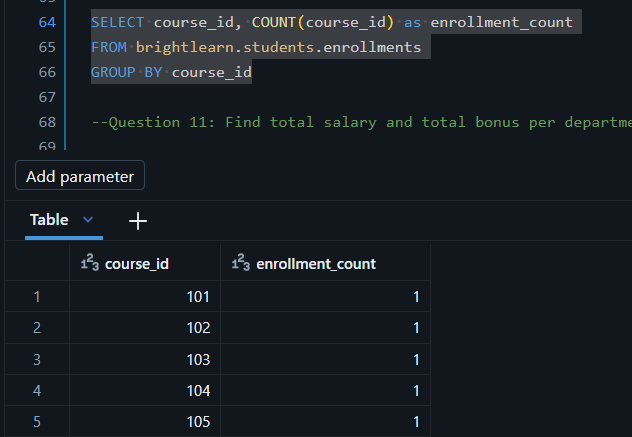 64 SELECT course_id, COUNT(course_id) as enrollment_count
65 FROM brightlearn.students.enrollments
66 GROUP BY course_id
67
68 --Question 11: Find total salary and total bonus per departme
69
Add parameter
Table
course_id enrollment_count
1 101 1
2 102 1
3 103 1
4 104 1
5 105 1